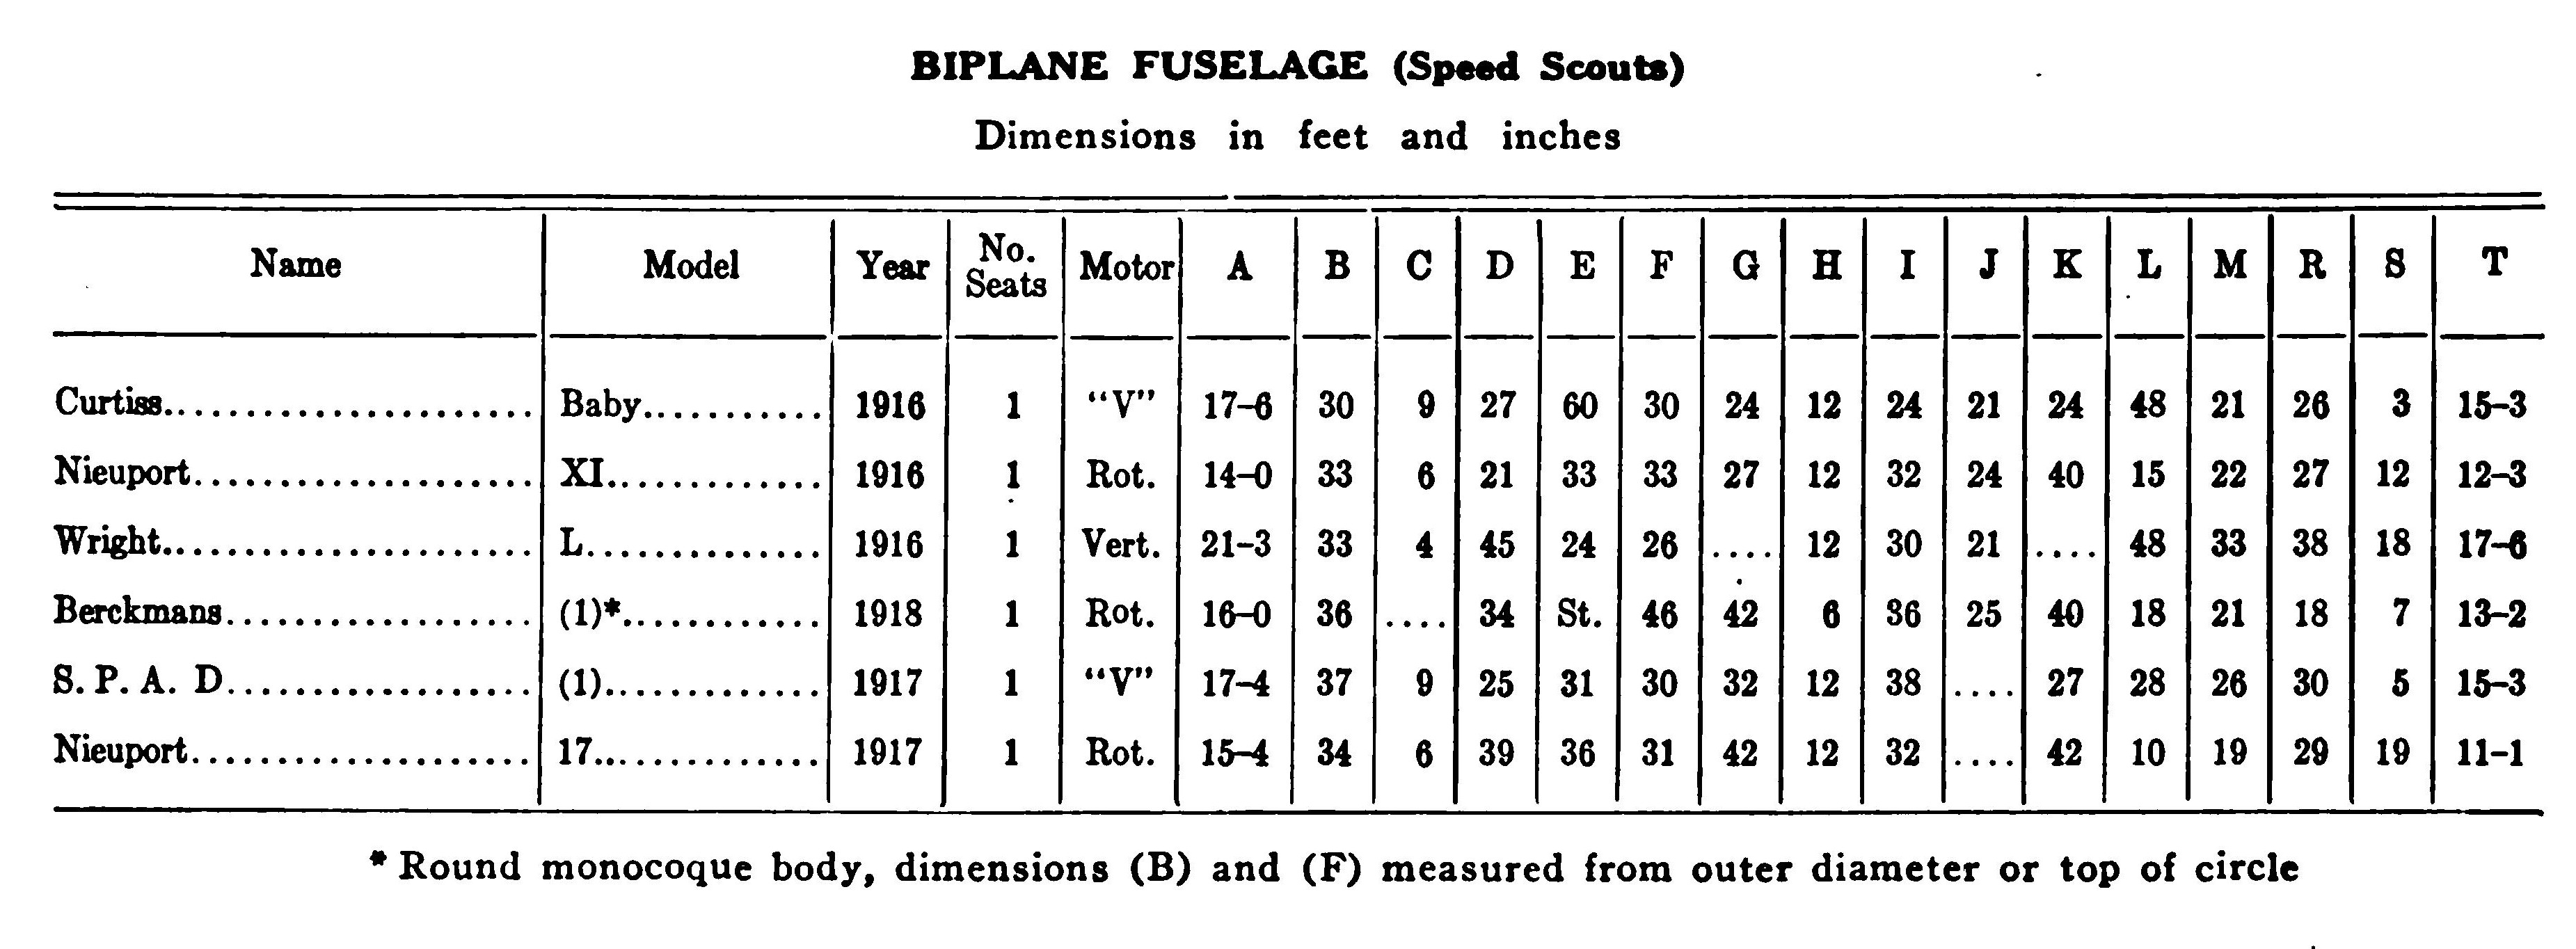 BIPLANE FUSELAGE (Speed Scouts)
Dimensions in feet and inches
Name Model Year No. Seats Motor A B C D E F G H I J K L M R S T
Curtiss...................... Baby........... 1916 1 "V" 17-6 30 9 27 60 30 24 12 24 21 24 48 21 26 3 15-3
Nieuport.................... XI............. 1916 1 Rot. 14-0 33 6 21 33 33 27 12 32 24 40 15 22 27 12 12-3
Wright...................... L.............. 1916 1 Vert. 21-3 33 4 45 24 26 .... 12 30 21 .... 48 33 38 18 17-6
Berckmans.................. (1)*............ 1918 1 Rot. 16-0 36 .... 34 St. 46 42 6 36 25 40 18 21 18 7 13-2
S. P. A. D.................. (1)............. 1917 1 "V" 17-4 37 9 25 31 30 32 12 38 .... 27 28 26 30 5 15-3
Nieuport.................... 17.............. 1917 1 Rot. 15-4 34 6 39 36 31 42 12 32 .... 42 10 19 29 19 11-1
* Round monocoque body, dimensions (B) and (F) measured from outer diameter or top of circle